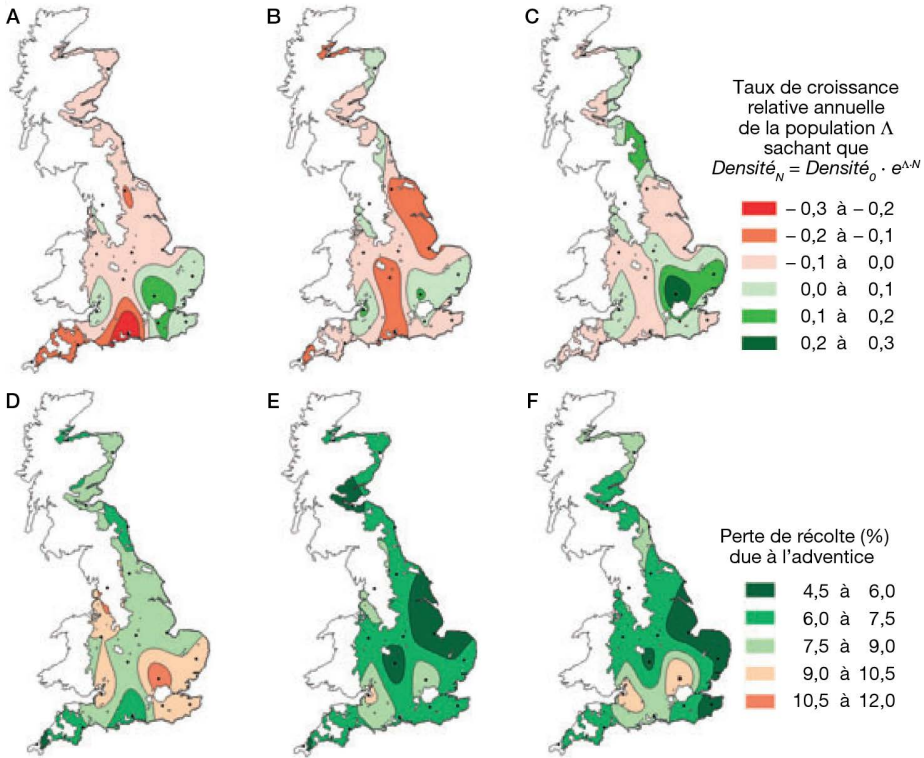 A
B
C
Taux de croissance
relative annuelle
de la population Λ
sachant que
Densité_N = Densité_0 · e^Λ·N
– 0,3 à – 0,2
– 0,2 à – 0,1
– 0,1 à 0,0
0,0 à 0,1
0,1 à 0,2
0,2 à 0,3
D
E
F
Perte de récolte (%)
due à l'adventice
4,5 à 6,0
6,0 à 7,5
7,5 à 9,0
9,0 à 10,5
10,5 à 12,0